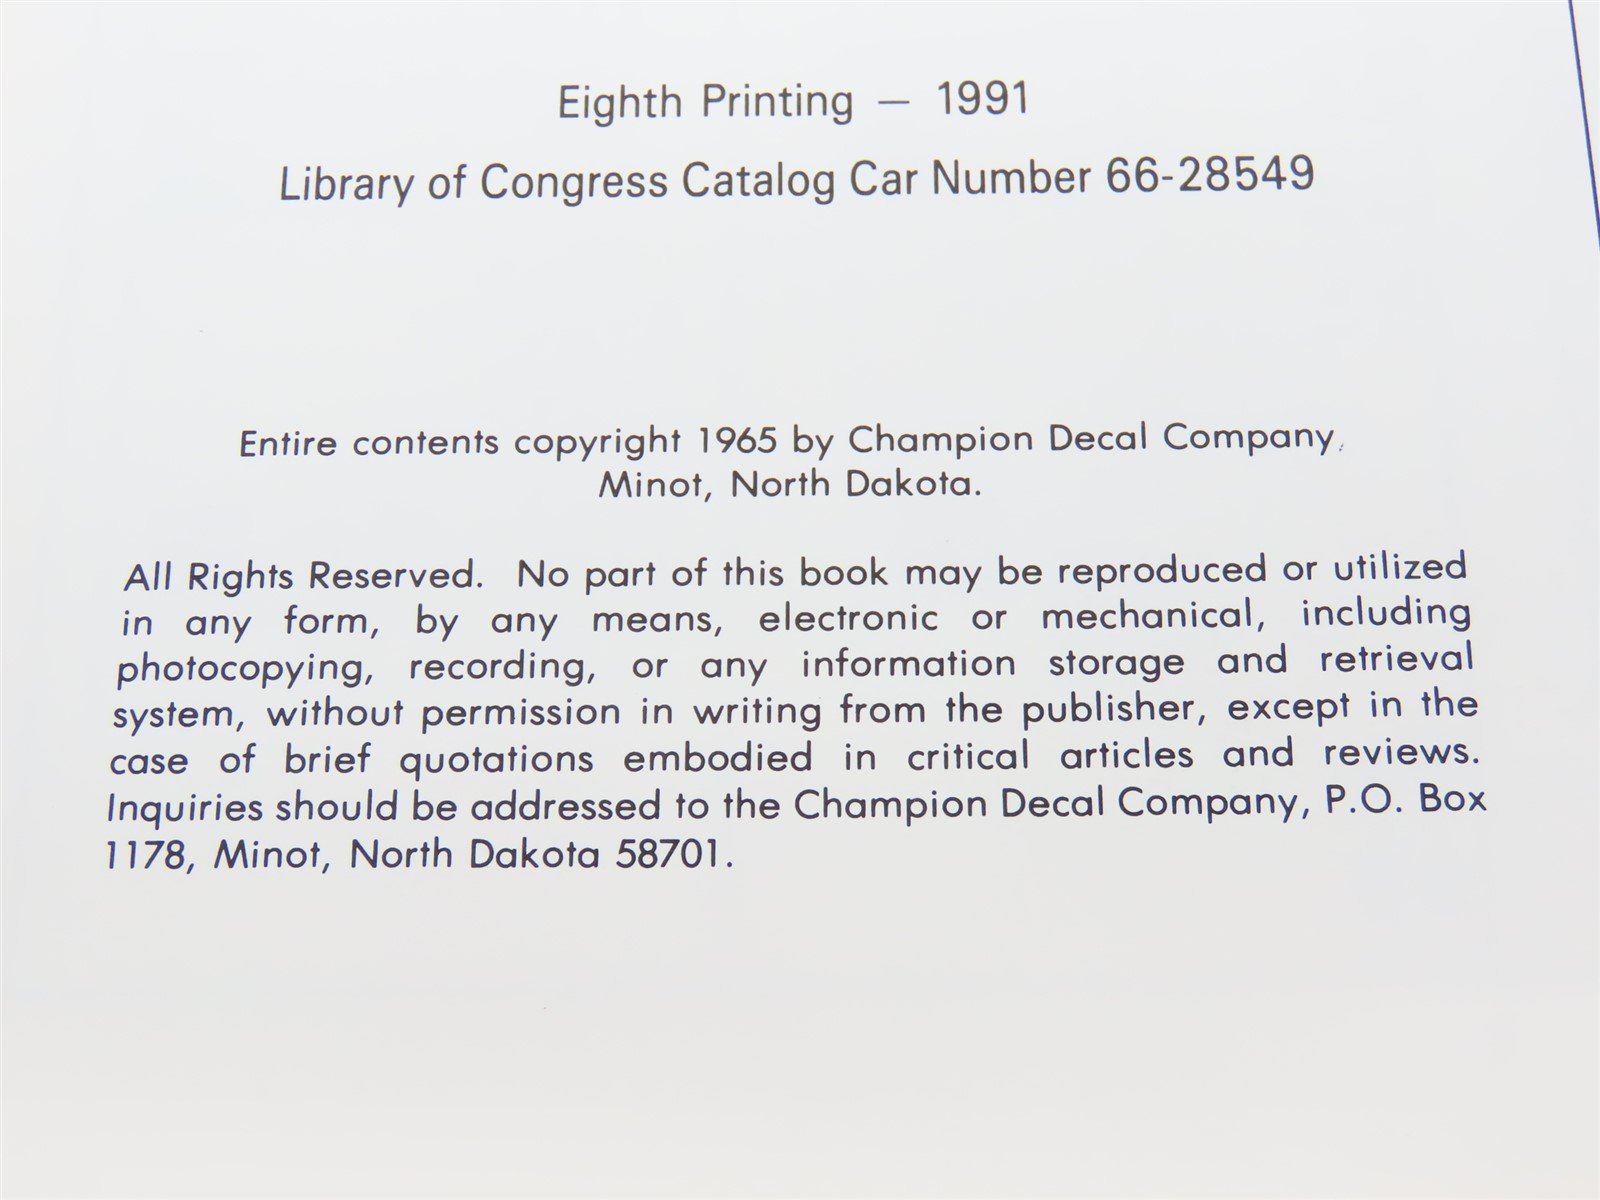 Eighth Printing — 1991
Library of Congress Catalog Car Number 66-28549
Entire contents copyright 1965 by Champion Decal Company,
Minot, North Dakota.
All Rights Reserved. No part of this book may be reproduced or utilized
in any form, by any means, electronic or mechanical, including
photocopying, recording, or any information storage and retrieval
system, without permission in writing from the publisher, except in the
case of brief quotations embodied in critical articles and reviews.
Inquiries should be addressed to the Champion Decal Company, P.O. Box
1178, Minot, North Dakota 58701.